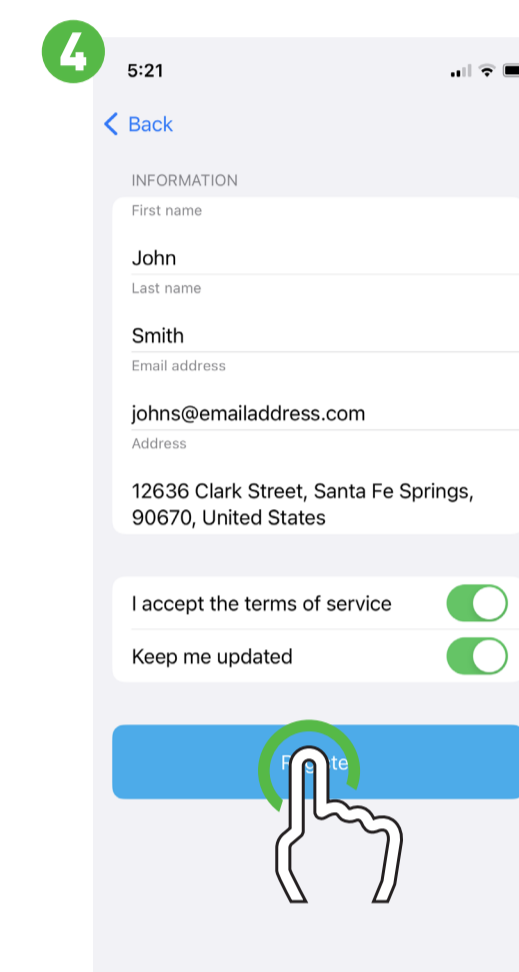 4
5:21
Back
INFORMATION
First name
John
Last name
Smith
Email address
johns@emailaddress.com
Address
12636 Clark Street, Santa Fe Springs,
90670, United States
I accept the terms of service
Keep me updated